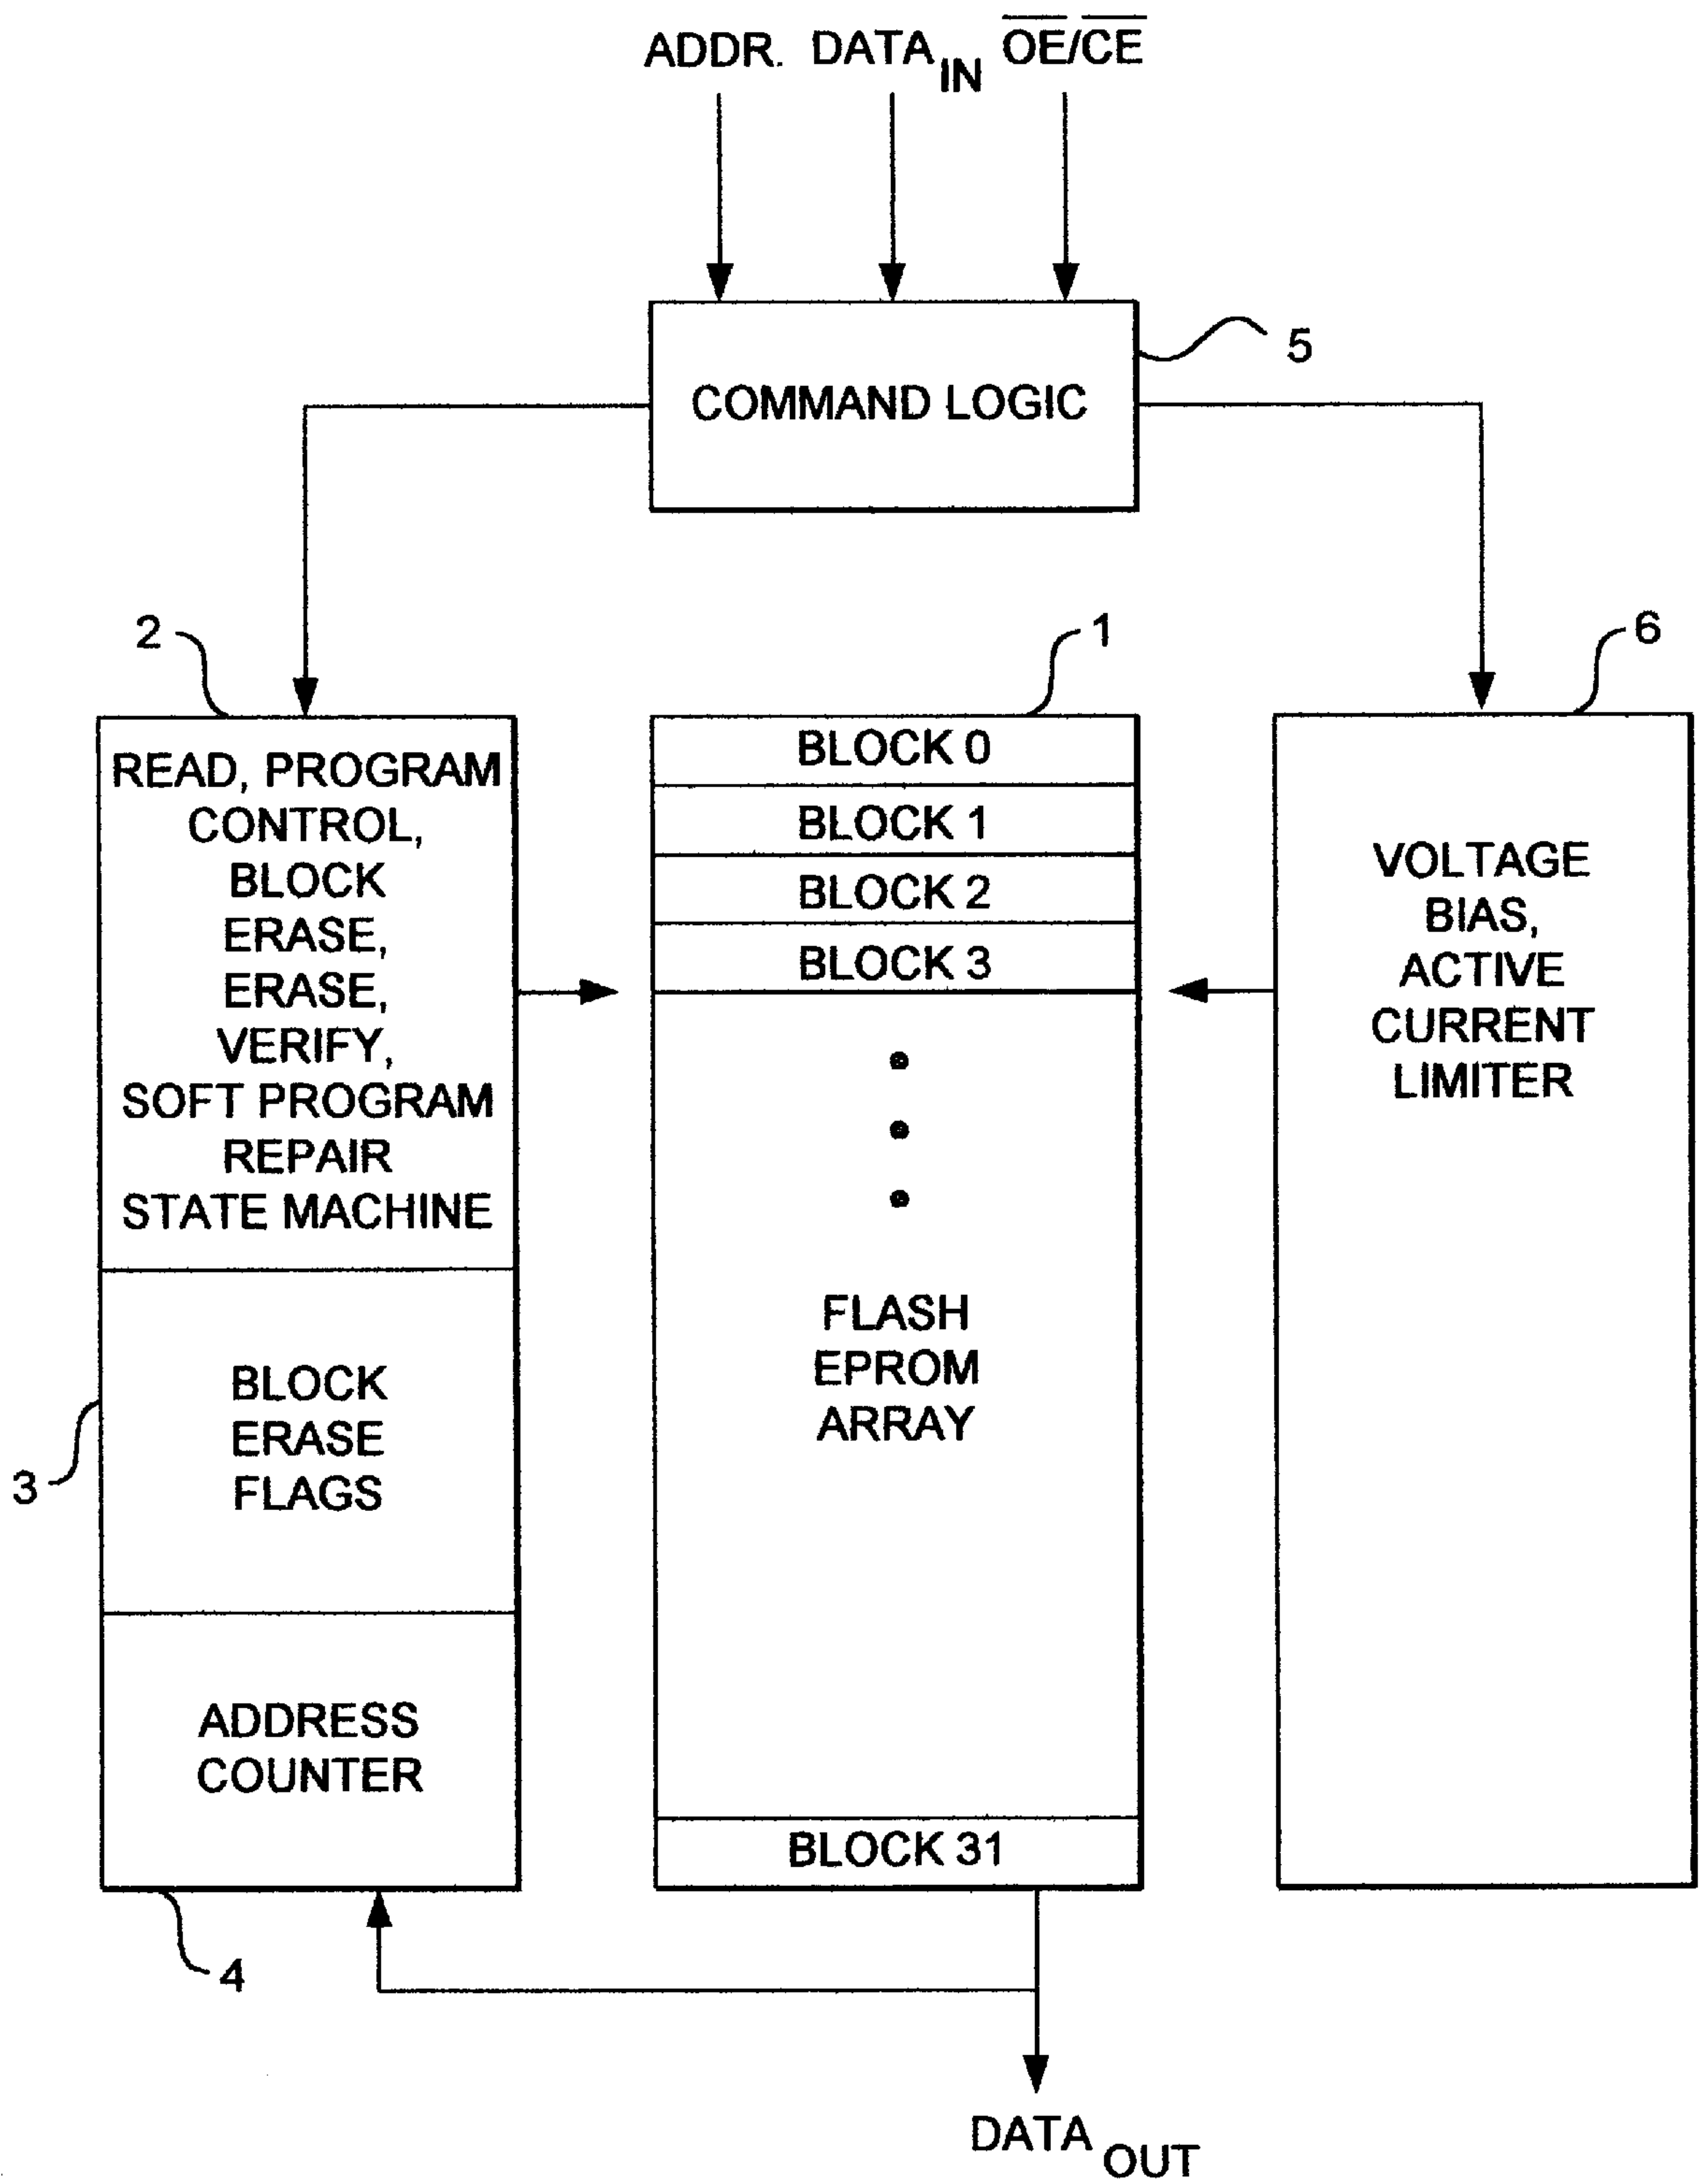 ADDR. DATA IN OE/CE
COMMAND LOGIC
5
2
1
6
READ, PROGRAM
CONTROL,
BLOCK
ERASE,
ERASE,
VERIFY,
SOFT PROGRAM
REPAIR
STATE MACHINE
BLOCK
ERASE
FLAGS
3
ADDRESS
COUNTER
4
BLOCK 0
BLOCK 1
BLOCK 2
BLOCK 3
FLASH
EPROM
ARRAY
BLOCK 31
VOLTAGE
BIAS,
ACTIVE
CURRENT
LIMITER
DATA OUT